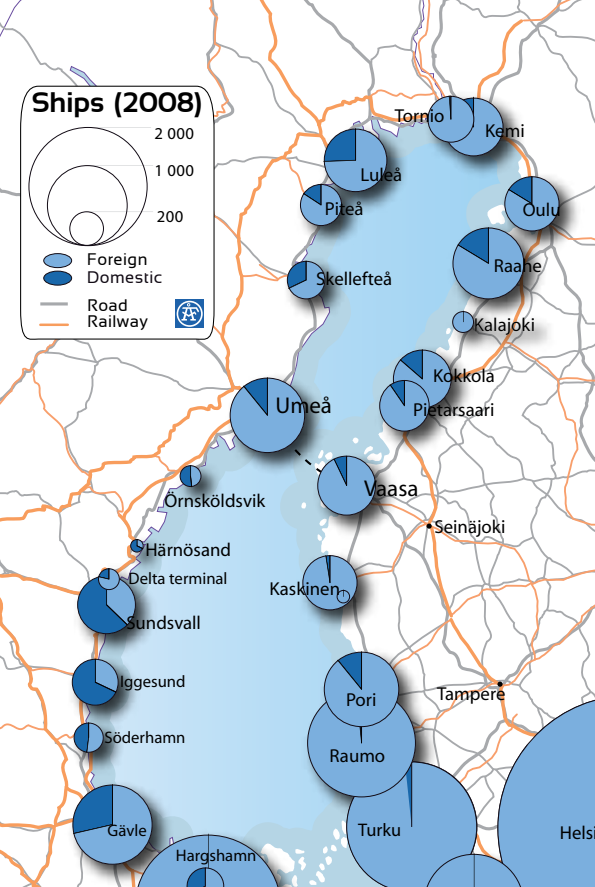 Ships (2008)
2 000
1 000
200
Foreign
Domestic
Road
Railway
Tornio
Kemi
Luleå
Piteå
Oulu
Raahe
Skellefteå
Kalajoki
Kokkola
Umeå
Pietarsaari
Vaasa
Örnsköldsvik
Seinäjoki
Härnösand
Delta terminal
Kaskinen
Sundsvall
Iggesund
Tampere
Pori
Söderhamn
Raumo
Gävle
Turku
Helsi
Hargshamn